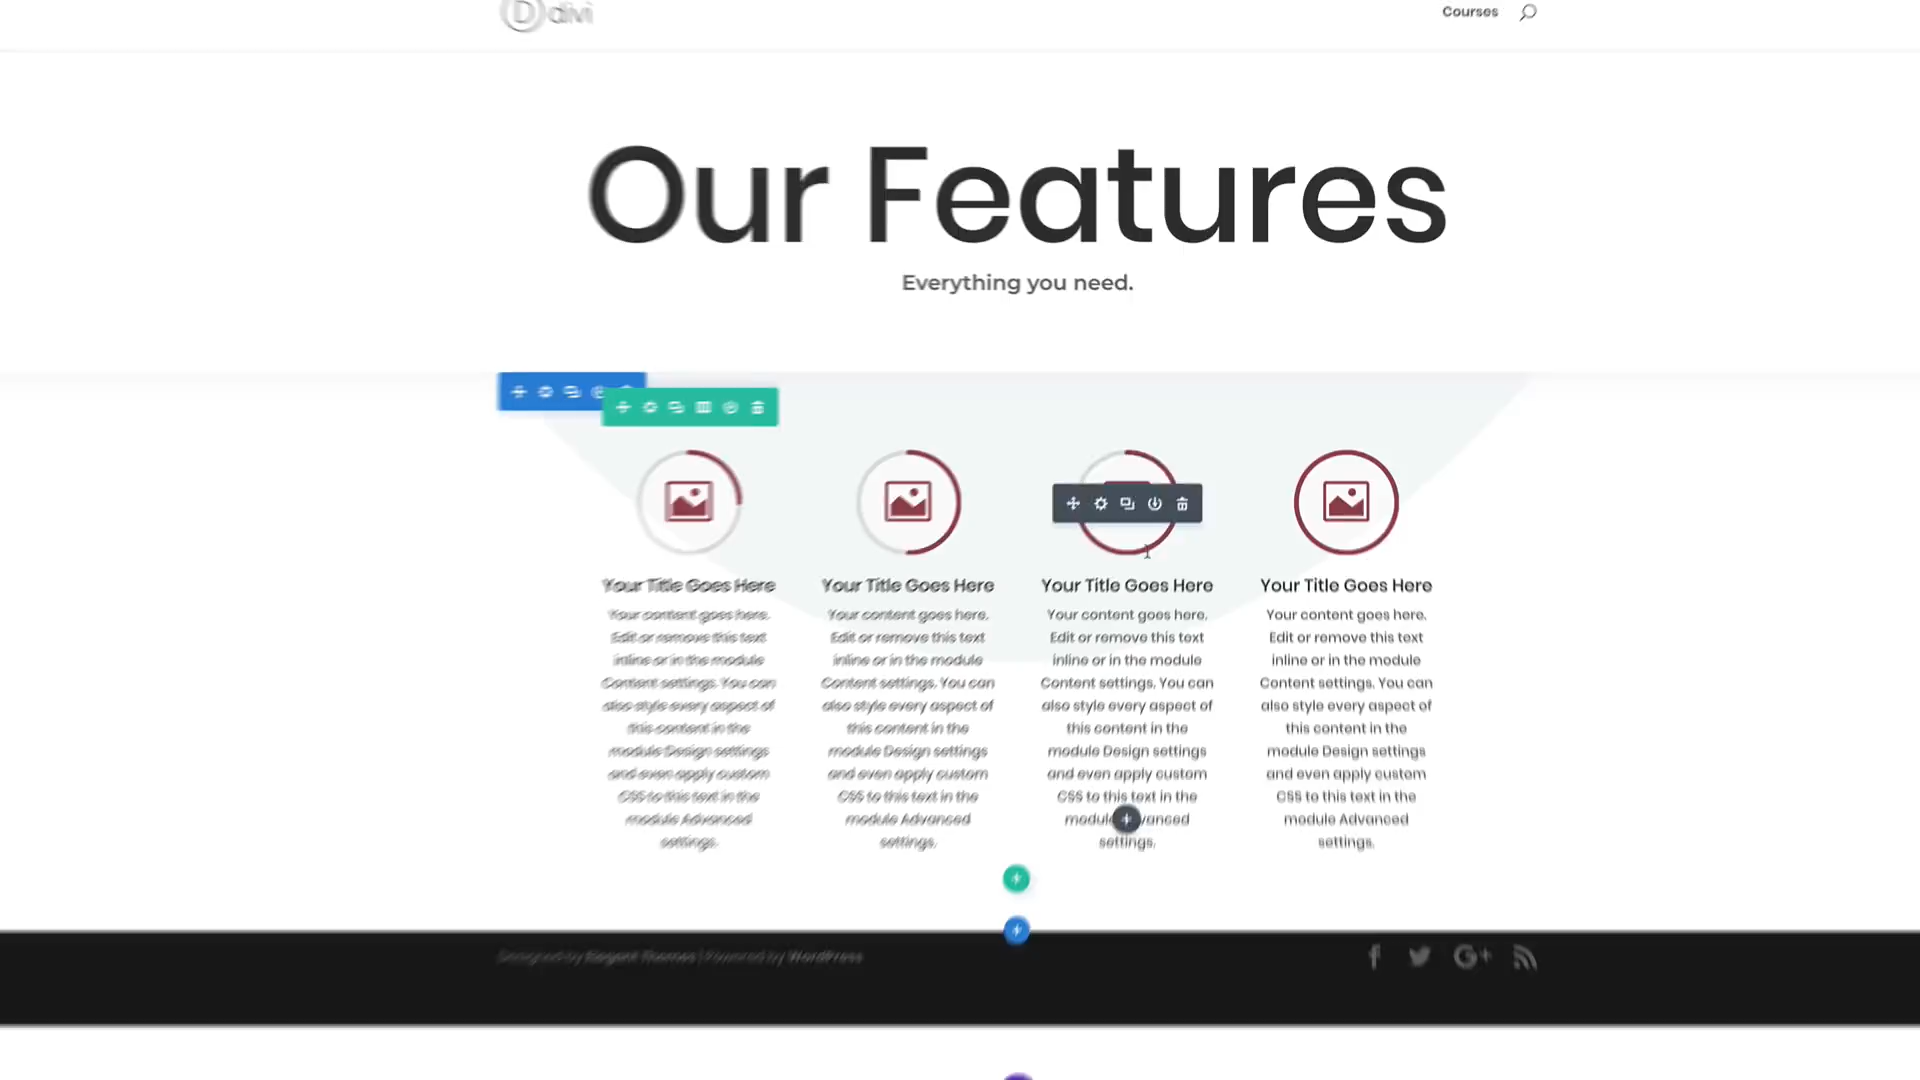 divi
Courses
Our Features
Everything you need.
Your Title Goes Here
Your content goes here.
Edit or remove this text
inline or in the module
Content settings. You can
also style every aspect of
this content in the
module Design settings
and even apply custom
CSS to this text in the
module Advanced
settings.
Your Title Goes Here
Your content goes here.
Edit or remove this text
inline or in the module
Content settings. You can
also style every aspect of
this content in the
module Design settings
and even apply custom
CSS to this text in the
module Advanced
settings.
Your Title Goes Here
Your content goes here.
Edit or remove this text
inline or in the module
Content settings. You can
also style every aspect of
this content in the
module Design settings
and even apply custom
CSS to this text in the
modul vanced
settings.
Your Title Goes Here
Your content goes here.
Edit or remove this text
inline or in the module
Content settings. You can
also style every aspect of
this content in the
module Design settings
and even apply custom
CSS to this text in the
module Advanced
settings.
Designed by Elegant Themes | Powered by WordPress